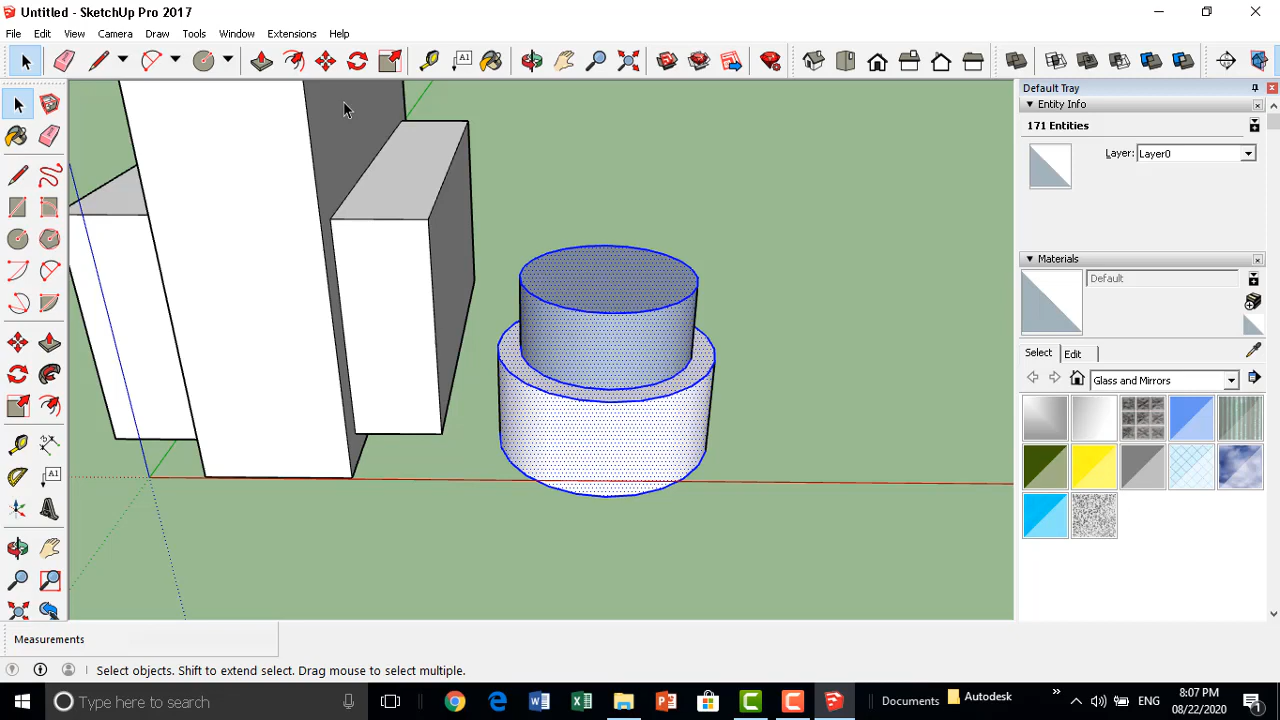 Untitled - SketchUp Pro 2017
File Edit View Camera Draw Tools Window Extensions Help
A1
Default Tray
Entity Info
171 Entities
Layer: Layer0
Materials
Default
Select Edit
Glass and Mirrors
A1
Measurements
Select objects. Shift to extend select. Drag mouse to select multiple.
Type here to search
Documents
Autodesk
ENG
8:07 PM
08/22/2020